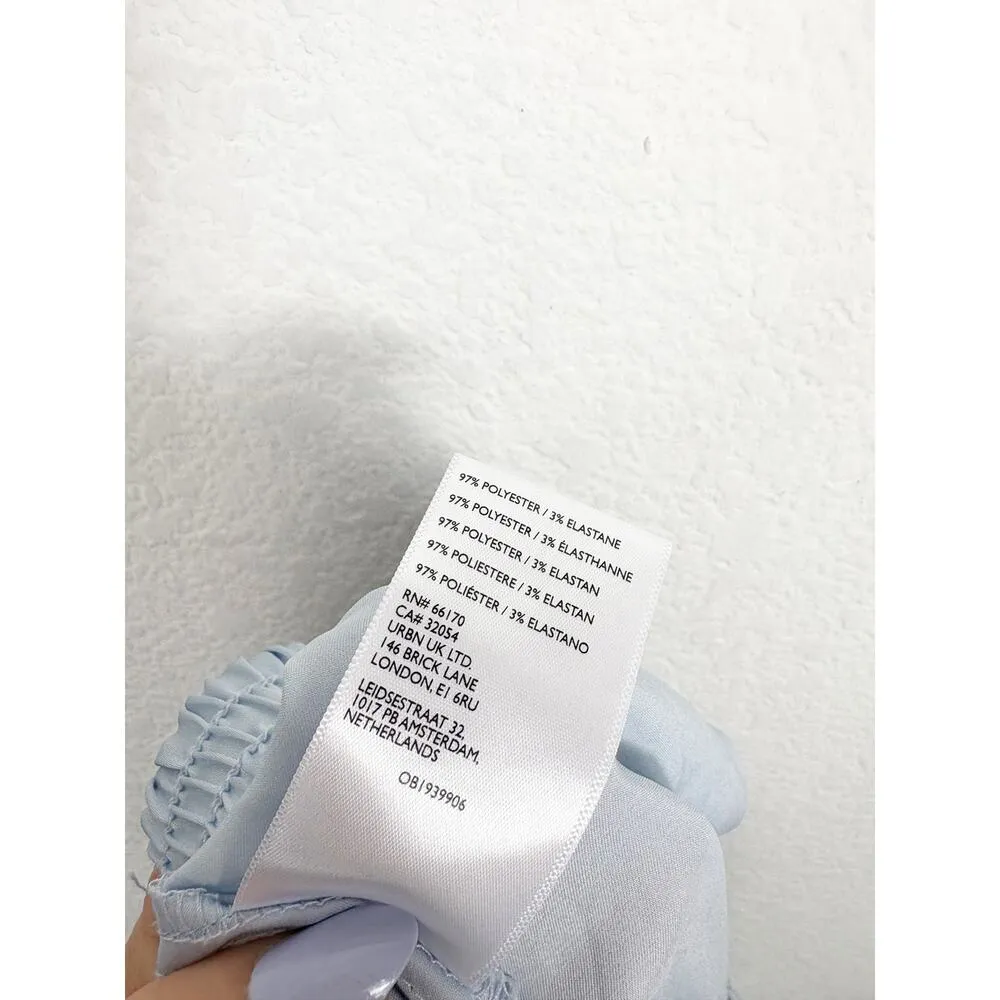 97% POLYESTER / 3% ELASTANE
97% POLYESTER / 3% ÉLASTHANNE
97% POLYESTER / 3% ELASTAN
97% POLIESTERE / 3% ELASTAN
97% POLIÉSTER / 3% ELASTANO
RN# 66170
CA# 32054
URBN UK LTD.
146 BRICK LANE
LONDON, E1 6RU
LEIDSESTRAAT 32,
1017 PB AMSTERDAM,
NETHERLANDS
OB1939906